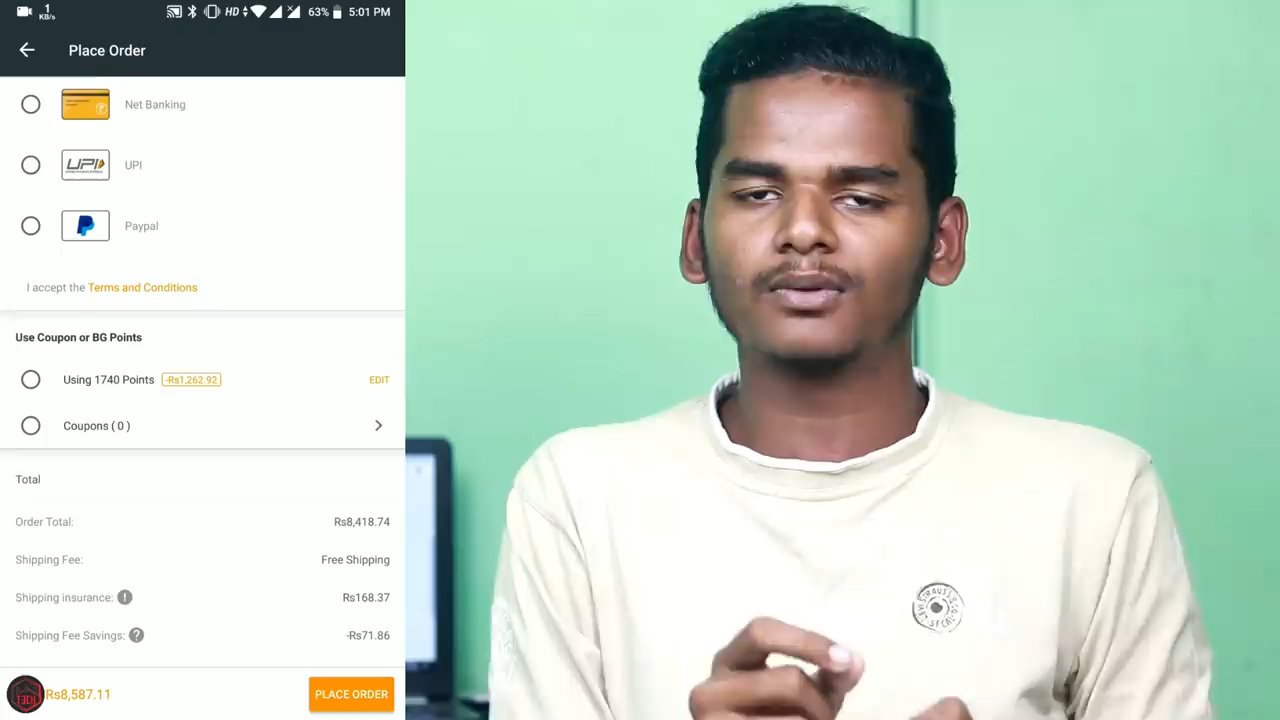 1
KB/s
HD
63%
5:01 PM
Place Order
Net Banking
UPI
UPI
Paypal
I accept the Terms and Conditions
Use Coupon or BG Points
Using 1740 Points -Rs1,262.92 EDIT
Coupons ( 0 )
Total
Order Total: Rs8,418.74
Shipping Fee: Free Shipping
Shipping insurance: Rs168.37
Shipping Fee Savings: -Rs71.86
Rs8,587.11
PLACE ORDER